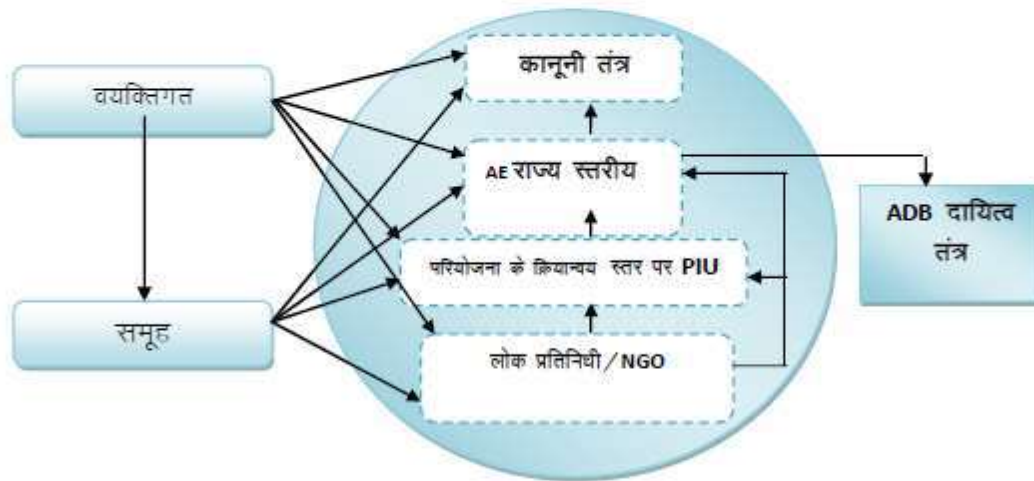 कानूनी तंत्र
वयक्तिगत
AE राज्य स्तरीय
ADB दायित्व
तंत्र
परियोजना के क्रियान्वय स्तर पर PIU
समूह
लोक प्रतिनिधी/NGO